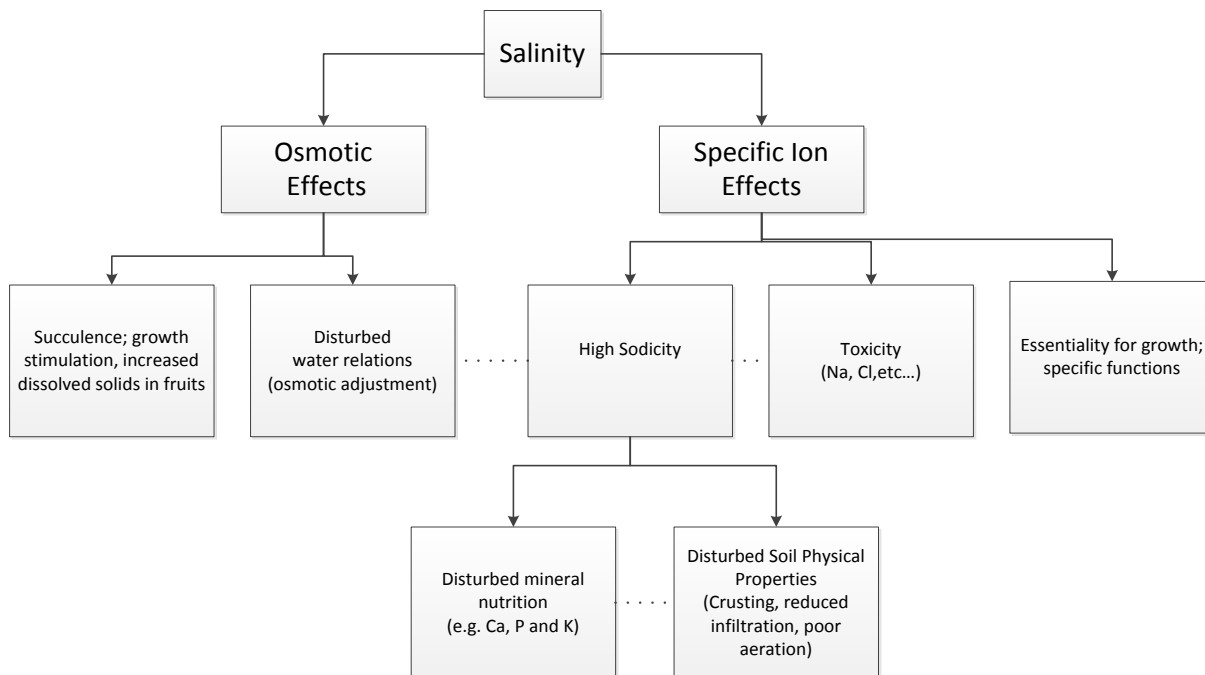 Salinity
Osmotic
Effects
Specific Ion
Effects
Succulence; growth
stimulation, increased
dissolved solids in fruits
Disturbed
water relations
(osmotic adjustment)
High Sodicity
Toxicity
(Na, Cl,etc...)
Essentiality for growth;
specific functions
Disturbed mineral
nutrition
(e.g. Ca, P and K)
Disturbed Soil Physical
Properties
(Crusting, reduced
infiltration, poor
aeration)